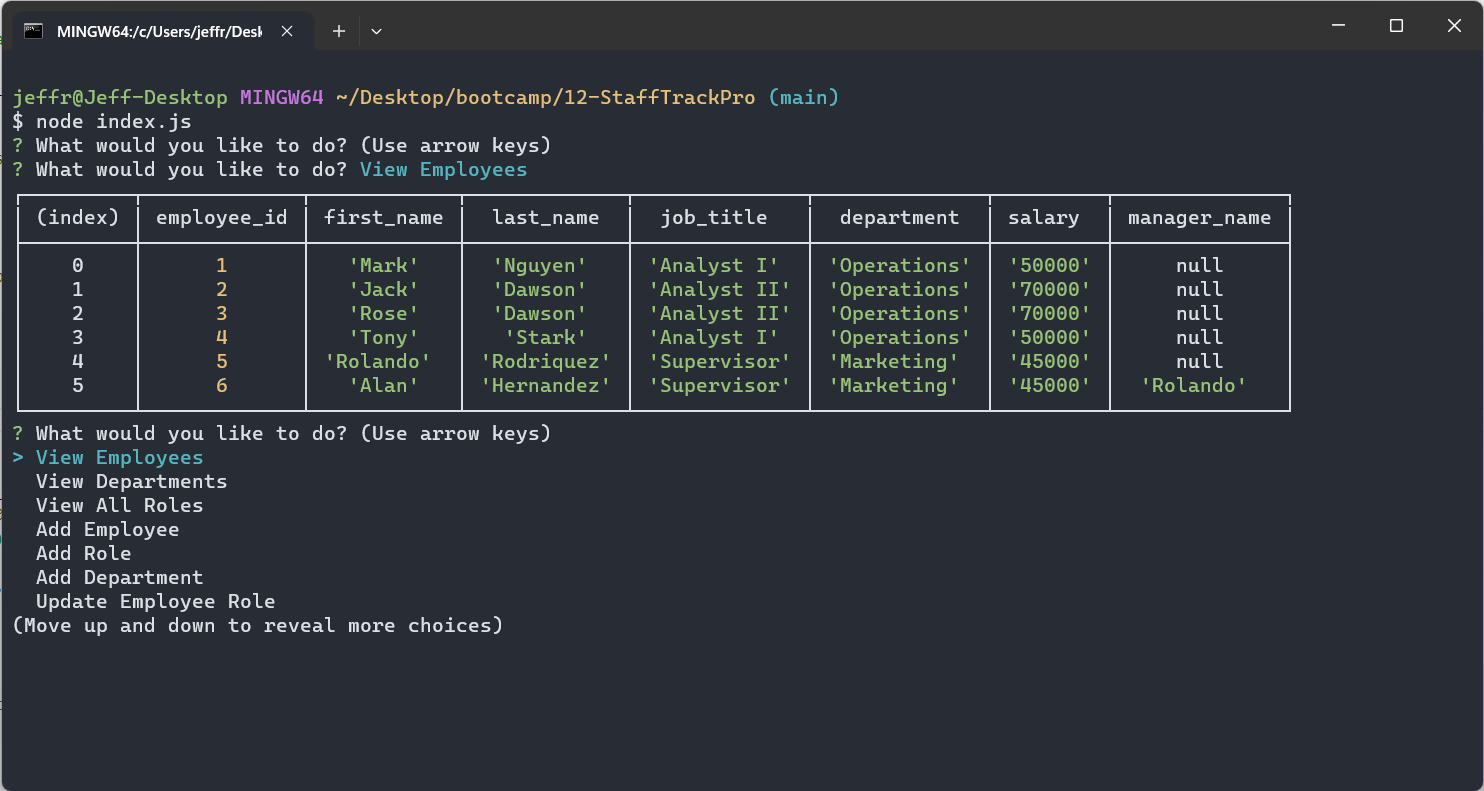 MINGW64:/c/Users/jeffr/Desk
jeffr@Jeff-Desktop MINGW64 ~/Desktop/bootcamp/12-StaffTrackPro (main)
$ node index.js
? What would you like to do? (Use arrow keys)
? What would you like to do? View Employees
(index) employee_id first_name last_name job_title department salary manager_name
0 1 'Mark' 'Nguyen' 'Analyst I' 'Operations' '50000' null
1 2 'Jack' 'Dawson' 'Analyst II' 'Operations' '70000' null
2 3 'Rose' 'Dawson' 'Analyst II' 'Operations' '70000' null
3 4 'Tony' 'Stark' 'Analyst I' 'Operations' '50000' null
4 5 'Rolando' 'Rodriquez' 'Supervisor' 'Marketing' '45000' null
5 6 'Alan' 'Hernandez' 'Supervisor' 'Marketing' '45000' 'Rolando'
? What would you like to do? (Use arrow keys)
> View Employees
View Departments
View All Roles
Add Employee
Add Role
Add Department
Update Employee Role
(Move up and down to reveal more choices)